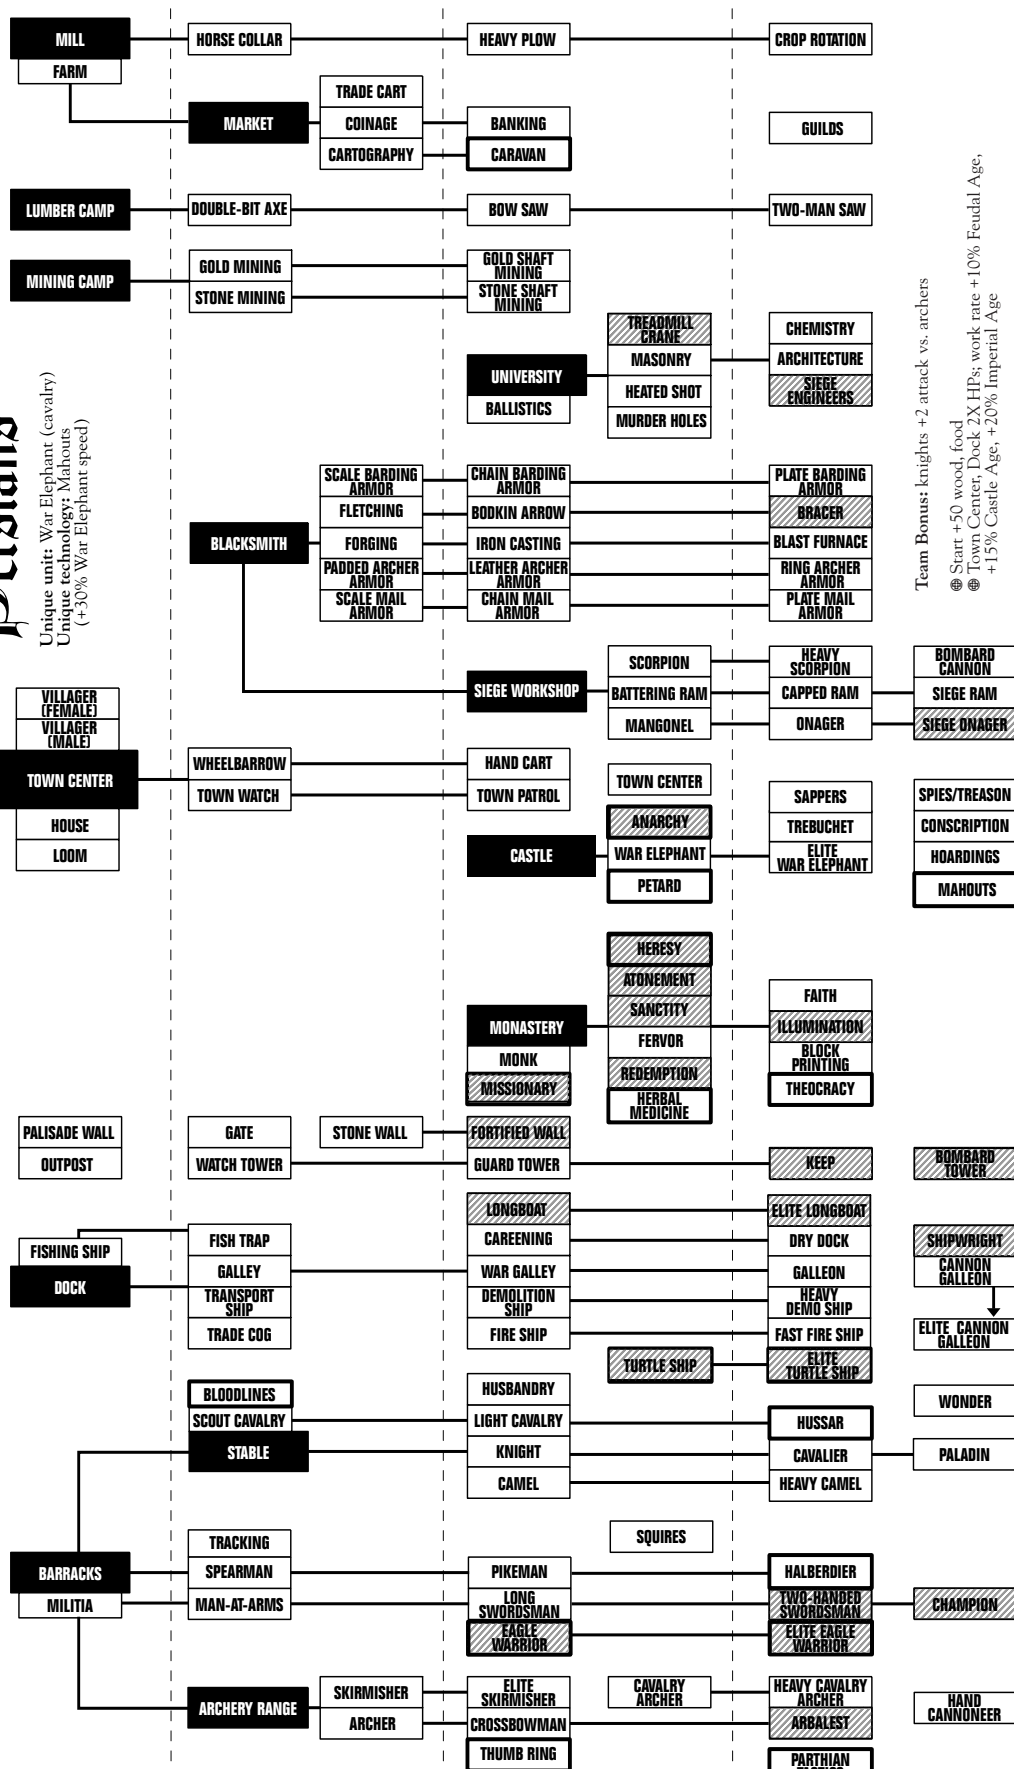 MILL
HORSE COLLAR
HEAVY PLOW
CROP ROTATION
FARM
TRADE CART
MARKET
COINAGE
BANKING
GUILDS
CARTOGRAPHY
CARAVAN
LUMBER CAMP
DOUBLE-BIT AXE
BOW SAW
TWO-MAN SAW
MINING CAMP
GOLD MINING
GOLD SHAFT
MINING
STONE MINING
STONE SHAFT
MINING
TREADMILL
CRANE
CHEMISTRY
UNIVERSITY
MASONRY
ARCHITECTURE
HEATED SHOT
SIEGE
ENGINEERS
BALLISTICS
MURDER HOLES
Persians
Unique unit: War Elephant (cavalry)
Unique technology: Mahouts
(+30% War Elephant speed)
Team Bonus: knights +2 attack vs. archers
Start +50 wood, food
Town Center, Dock 2X HPs; work rate +10% Feudal Age,
+15% Castle Age, +20% Imperial Age
SCALE BARDING
ARMOR
CHAIN BARDING
ARMOR
PLATE BARDING
ARMOR
FLETCHING
BODKIN ARROW
BRACER
BLACKSMITH
FORGING
IRON CASTING
BLAST FURNACE
PADDED ARCHER
ARMOR
LEATHER ARCHER
ARMOR
RING ARCHER
ARMOR
SCALE MAIL
ARMOR
CHAIN MAIL
ARMOR
PLATE MAIL
ARMOR
SCORPION
HEAVY
SCORPION
BOMBARD
CANNON
SIEGE WORKSHOP
BATTERING RAM
CAPPED RAM
SIEGE RAM
MANGONEL
ONAGER
SIEGE ONAGER
VILLAGER
(FEMALE)
VILLAGER
(MALE)
TOWN CENTER
WHEELBARROW
HAND CART
TOWN WATCH
TOWN PATROL
HOUSE
LOOM
TOWN CENTER
SAPPERS
SPIES/TREASON
ANARCHY
TREBUCHET
CONSCRIPTION
CASTLE
WAR ELEPHANT
ELITE
WAR ELEPHANT
HOARDINGS
PETARD
MAHOUTS
HERESY
ATONEMENT
SANCTITY
FAITH
MONASTERY
FERVOR
ILLUMINATION
MONK
REDEMPTION
BLOCK
PRINTING
MISSIONARY
HERBAL
MEDICINE
THEOCRACY
PALISADE WALL
GATE
STONE WALL
FORTIFIED WALL
OUTPOST
WATCH TOWER
GUARD TOWER
KEEP
BOMBARD
TOWER
LONGBOAT
ELITE LONGBOAT
FISHING SHIP
FISH TRAP
CAREENING
DRY DOCK
SHIPWRIGHT
DOCK
GALLEY
WAR GALLEY
GALLEON
CANNON
GALLEON
TRANSPORT
SHIP
DEMOLITION
SHIP
HEAVY
DEMO SHIP
TRADE COG
FIRE SHIP
FAST FIRE SHIP
ELITE CANNON
GALLEON
TURTLE SHIP
ELITE
TURTLE SHIP
BLOODLINES
HUSBANDRY
WONDER
SCOUT CAVALRY
LIGHT CAVALRY
HUSSAR
STABLE
KNIGHT
CAVALIER
PALADIN
CAMEL
HEAVY CAMEL
TRACKING
SQUIRES
BARRACKS
SPEARMAN
PIKEMAN
HALBERDIER
MILITIA
MAN-AT-ARMS
LONG
SWORDSMAN
TWO-HANDED
SWORDSMAN
CHAMPION
EAGLE
WARRIOR
ELITE EAGLE
WARRIOR
SKIRMISHER
ELITE
SKIRMISHER
CAVALRY
ARCHER
HEAVY CAVALRY
ARCHER
ARCHERY RANGE
ARCHER
CROSSBOWMAN
ARBALEST
HAND
CANNONEER
THUMB RING
PARTHIAN
TACTICS